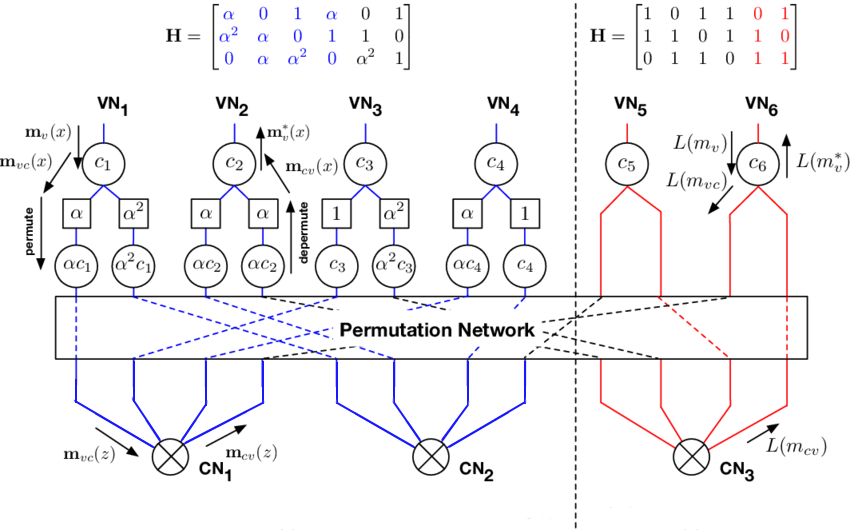 H = [ α 0 1 α 0 1
α² α 0 1 1 0
0 α α² 0 α² 1 ]
H = [ 1 0 1 1 0 1
1 1 0 1 1 0
0 1 1 0 1 1 ]
VN₁ VN₂ VN₃ VN₄ VN₅ VN₆
m_v(x) m*_v(x) L(m_v)
m_vc(x) c₁ c₂ m_cv(x) c₃ c₄ c₅ L(m_vc) c₆ L(m*_v)
permute α α² α α depermute 1 α² α 1
αc₁ α²c₁ αc₂ αc₂ c₃ α²c₃ αc₄ c₄
Permutation Network
m_vc(z) m_cv(z) L(m_cv)
CN₁ CN₂ CN₃